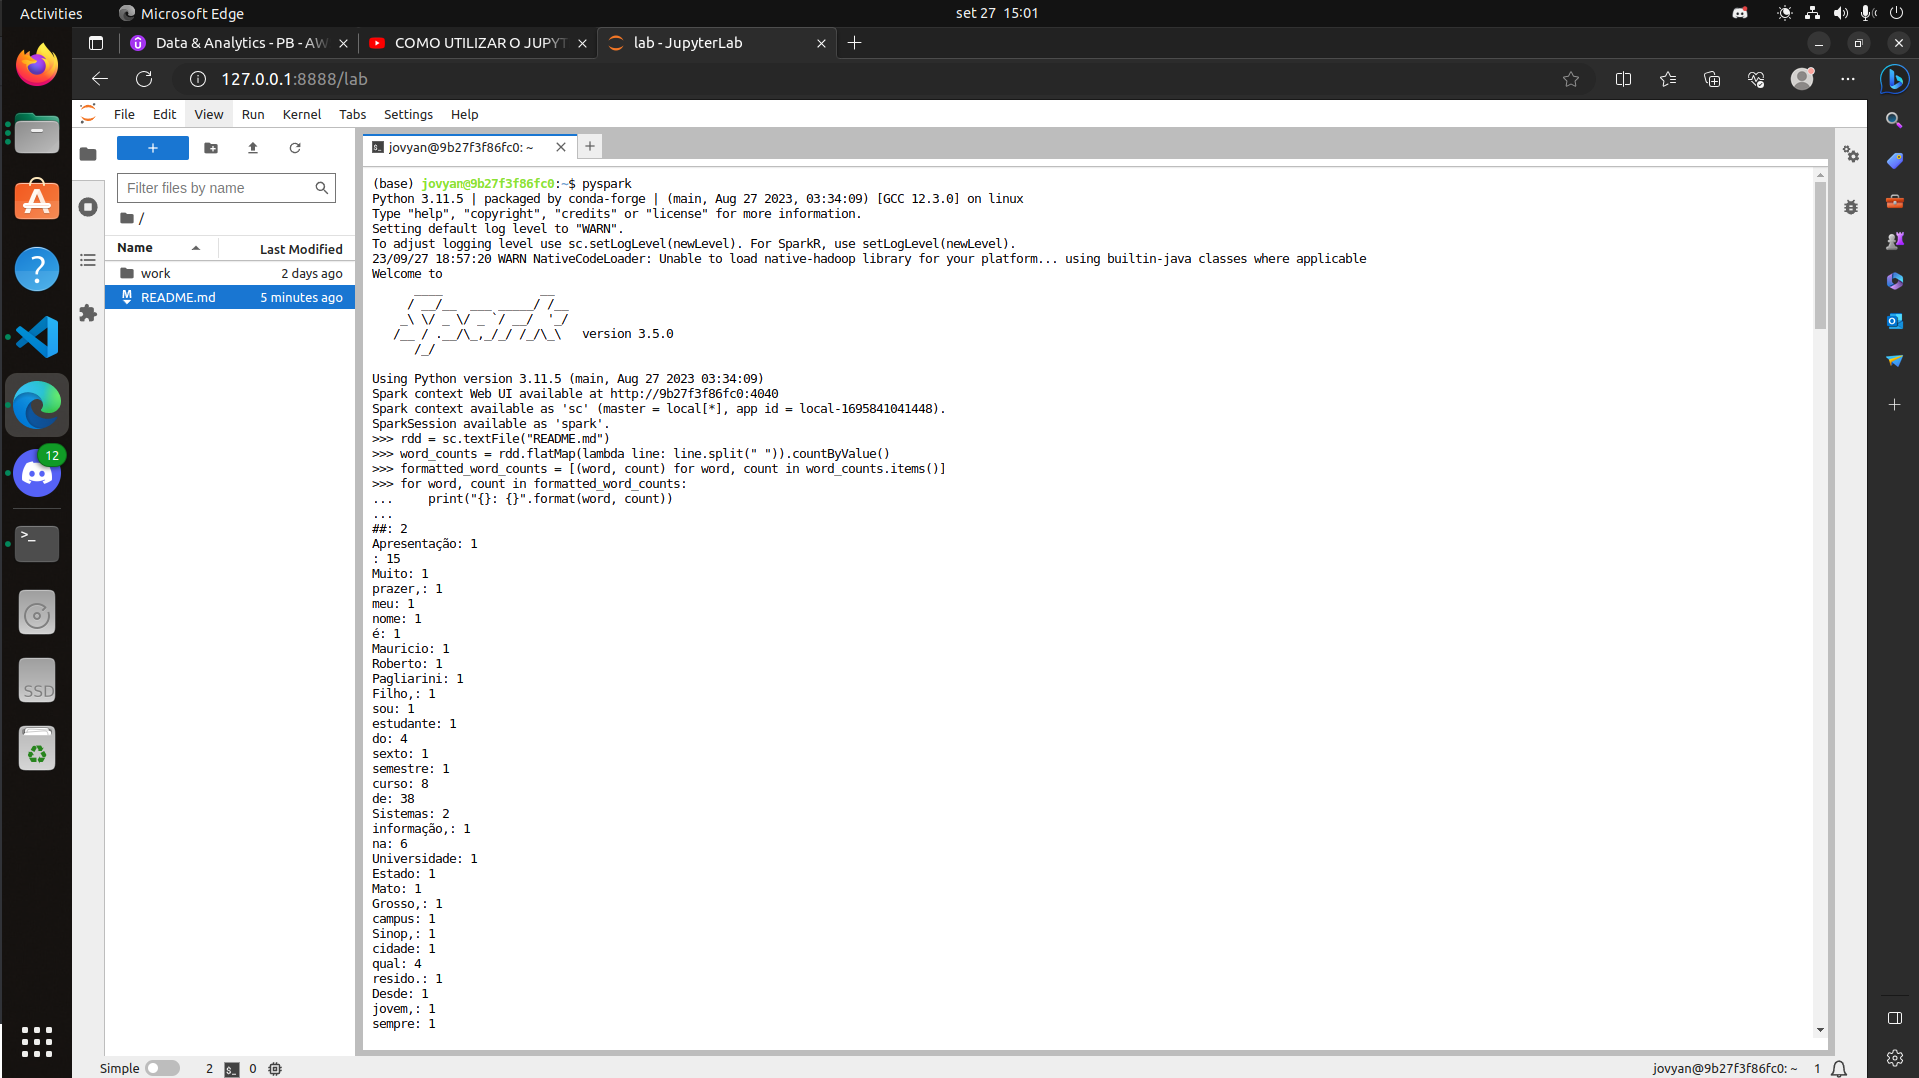 Activities
Microsoft Edge
set 27 15:01
Data & Analytics - PB - AW
COMO UTILIZAR O JUPYT
lab - JupyterLab
127.0.0.1:8888/lab
File Edit View Run Kernel Tabs Settings Help
jovyan@9b27f3f86fc0: ~
Filter files by name
/
Name Last Modified
work 2 days ago
README.md 5 minutes ago
(base) jovyan@9b27f3f86fc0:~$ pyspark
Python 3.11.5 | packaged by conda-forge | (main, Aug 27 2023, 03:34:09) [GCC 12.3.0] on linux
Type "help", "copyright", "credits" or "license" for more information.
Setting default log level to "WARN".
To adjust logging level use sc.setLogLevel(newLevel). For SparkR, use setLogLevel(newLevel).
23/09/27 18:57:20 WARN NativeCodeLoader: Unable to load native-hadoop library for your platform... using builtin-java classes where applicable
Welcome to
      ____              __
     / __/__  ___ _____/ /__
    _\ \/ _ \/ _ `/ __/  '_/
   /__ / .__/\_,_/_/ /_/\_\   version 3.5.0
      /_/
Using Python version 3.11.5 (main, Aug 27 2023 03:34:09)
Spark context Web UI available at http://9b27f3f86fc0:4040
Spark context available as 'sc' (master = local[*], app id = local-1695841041448).
SparkSession available as 'spark'.
>>> rdd = sc.textFile("README.md")
>>> word_counts = rdd.flatMap(lambda line: line.split(" ")).countByValue()
>>> formatted_word_counts = [(word, count) for word, count in word_counts.items()]
>>> for word, count in formatted_word_counts:
...     print("{}: {}".format(word, count))
...
##: 2
Apresentação: 1
: 15
Muito: 1
prazer,: 1
meu: 1
nome: 1
é: 1
Mauricio: 1
Roberto: 1
Pagliarini: 1
Filho,: 1
sou: 1
estudante: 1
do: 4
sexto: 1
semestre: 1
curso: 8
de: 38
Sistemas: 2
informação,: 1
na: 6
Universidade: 1
Estado: 1
Mato: 1
Grosso,: 1
campus: 1
Sinop,: 1
cidade: 1
qual: 4
resido.: 1
Desde: 1
jovem,: 1
sempre: 1
12
SSD
Simple 2 0
jovyan@9b27f3f86fc0: ~ 1